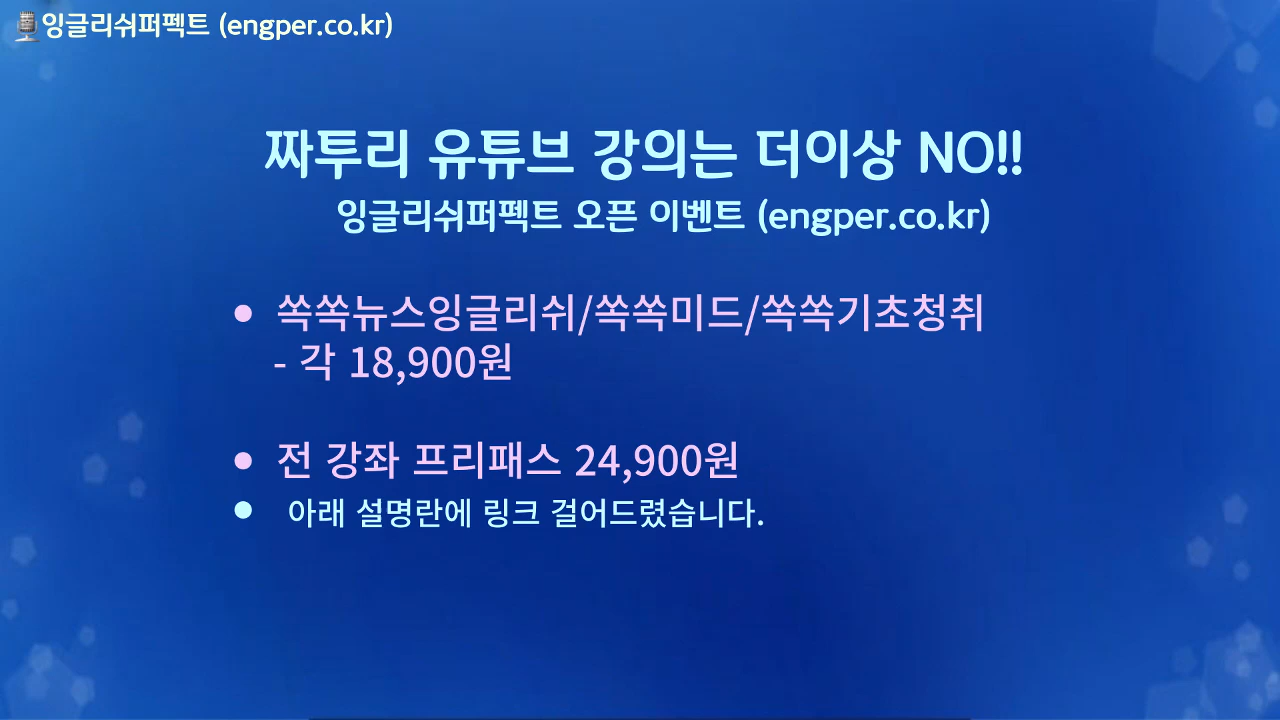 잉글리쉬퍼펙트 (engper.co.kr)
짜투리 유튜브 강의는 더이상 NO!!
잉글리쉬퍼펙트 오픈 이벤트 (engper.co.kr)
● 쏙쏙뉴스잉글리쉬/쏙쏙미드/쏙쏙기초청취
- 각 18,900원
● 전 강좌 프리패스 24,900원
● 아래 설명란에 링크 걸어드렸습니다.